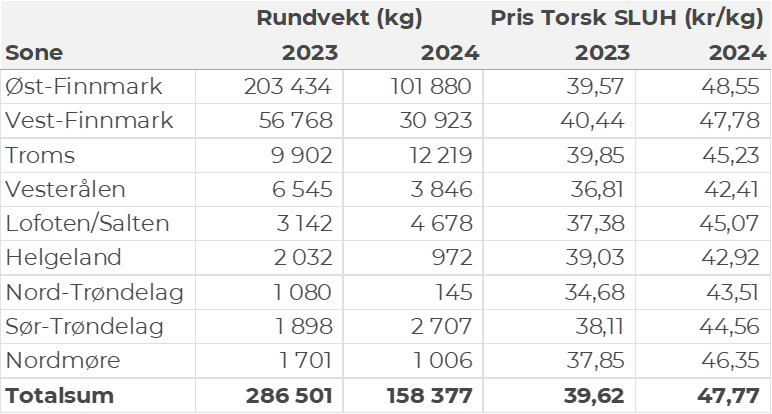 Rundvekt (kg) Pris Torsk SLUH (kr/kg)
Sone 2023 2024 2023 2024
Øst-Finnmark 203 434 101 880 39,57 48,55
Vest-Finnmark 56 768 30 923 40,44 47,78
Troms 9 902 12 219 39,85 45,23
Vesterålen 6 545 3 846 36,81 42,41
Lofoten/Salten 3 142 4 678 37,38 45,07
Helgeland 2 032 972 39,03 42,92
Nord-Trøndelag 1 080 145 34,68 43,51
Sør-Trøndelag 1 898 2 707 38,11 44,56
Nordmøre 1 701 1 006 37,85 46,35
Totalsum 286 501 158 377 39,62 47,77